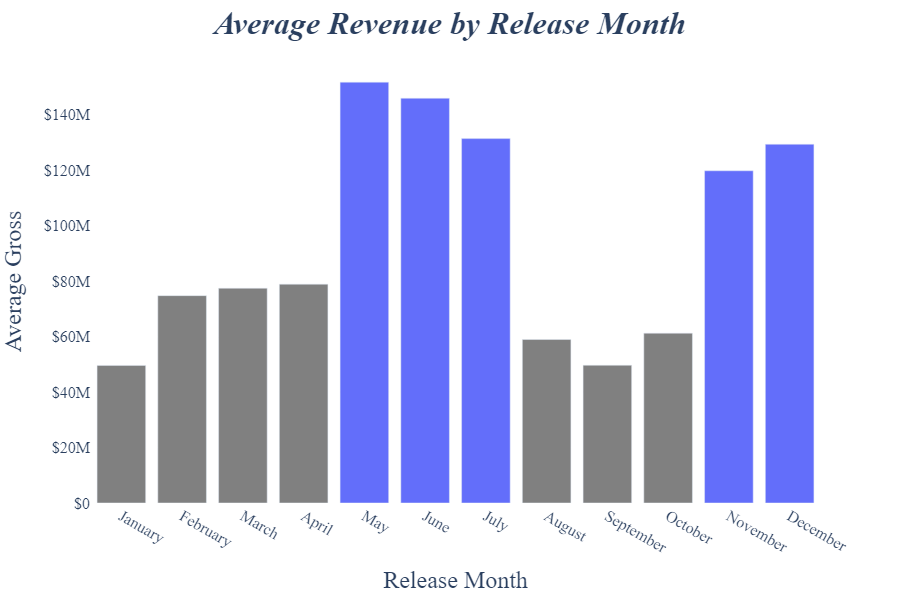 Average Revenue by Release Month
$140M
$120M
$100M
$80M
$60M
$40M
$20M
$0
Average Gross
January
February
March
April
May
June
July
August
September
October
November
December
Release Month